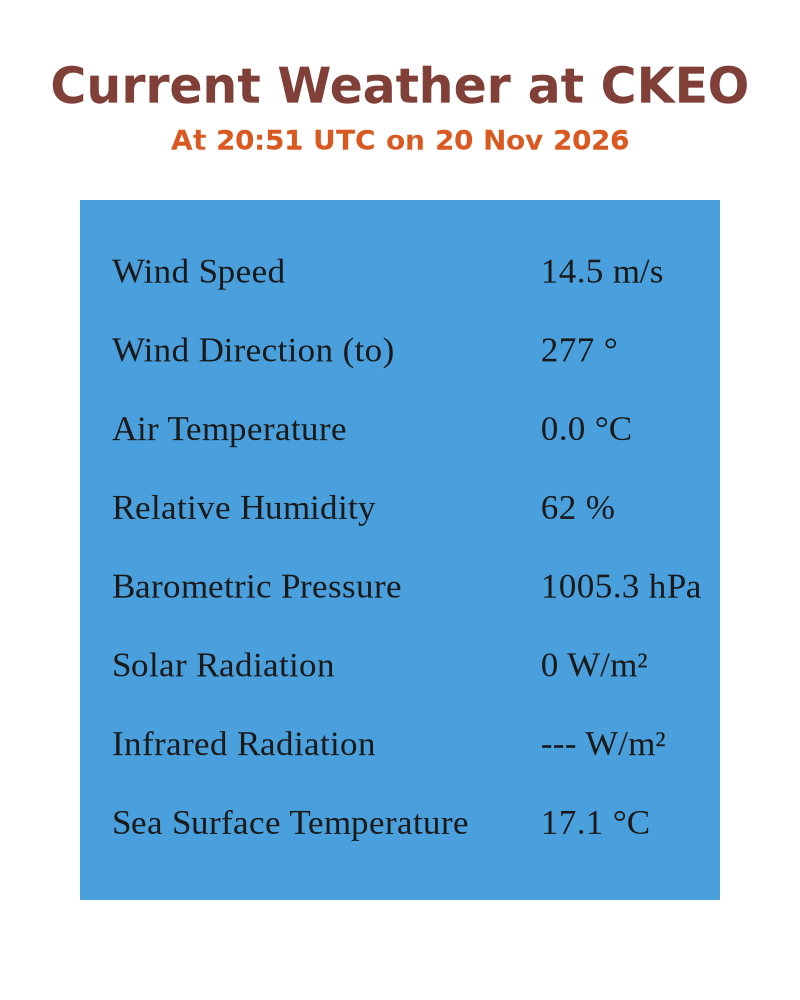 Current Weather at CKEO
At 20:51 UTC on 20 Nov 2026
Wind Speed 14.5 m/s
Wind Direction (to) 277 °
Air Temperature 0.0 °C
Relative Humidity 62 %
Barometric Pressure 1005.3 hPa
Solar Radiation 0 W/m²
Infrared Radiation --- W/m²
Sea Surface Temperature 17.1 °C